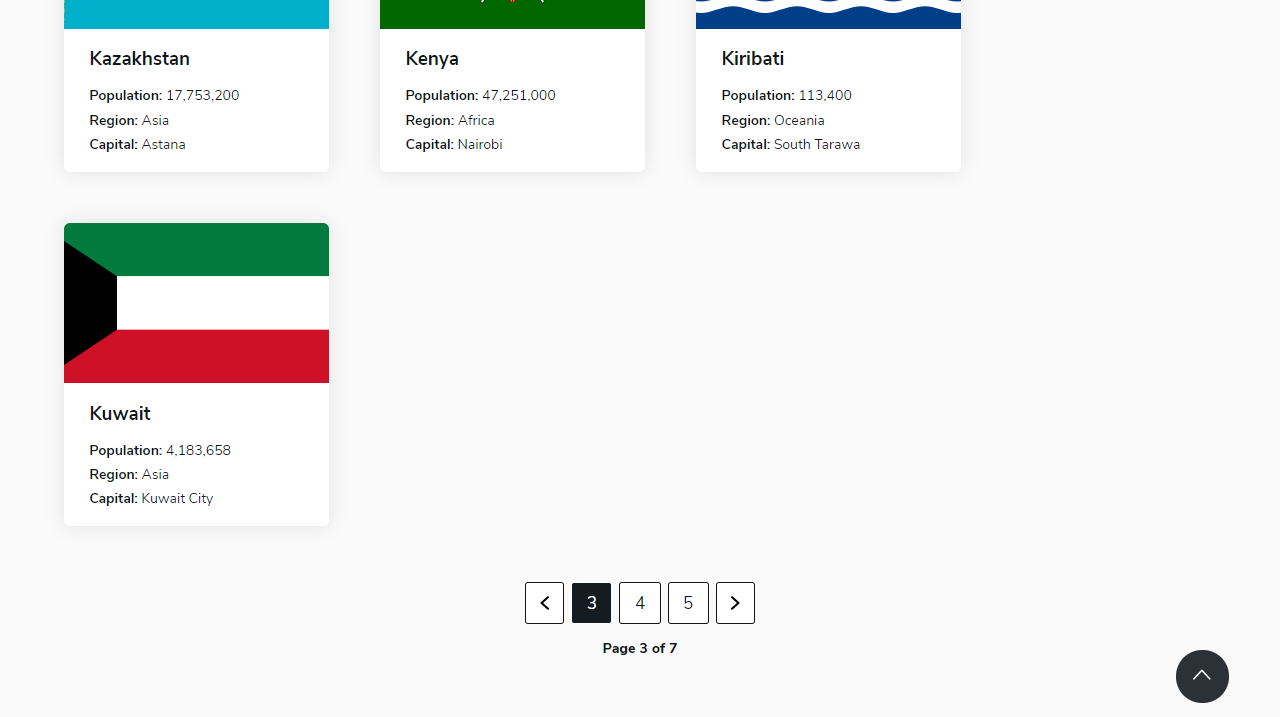 Kazakhstan
Population: 17,753,200
Region: Asia
Capital: Astana
Kenya
Population: 47,251,000
Region: Africa
Capital: Nairobi
Kiribati
Population: 113,400
Region: Oceania
Capital: South Tarawa
Kuwait
Population: 4,183,658
Region: Asia
Capital: Kuwait City
3 4 5
Page 3 of 7